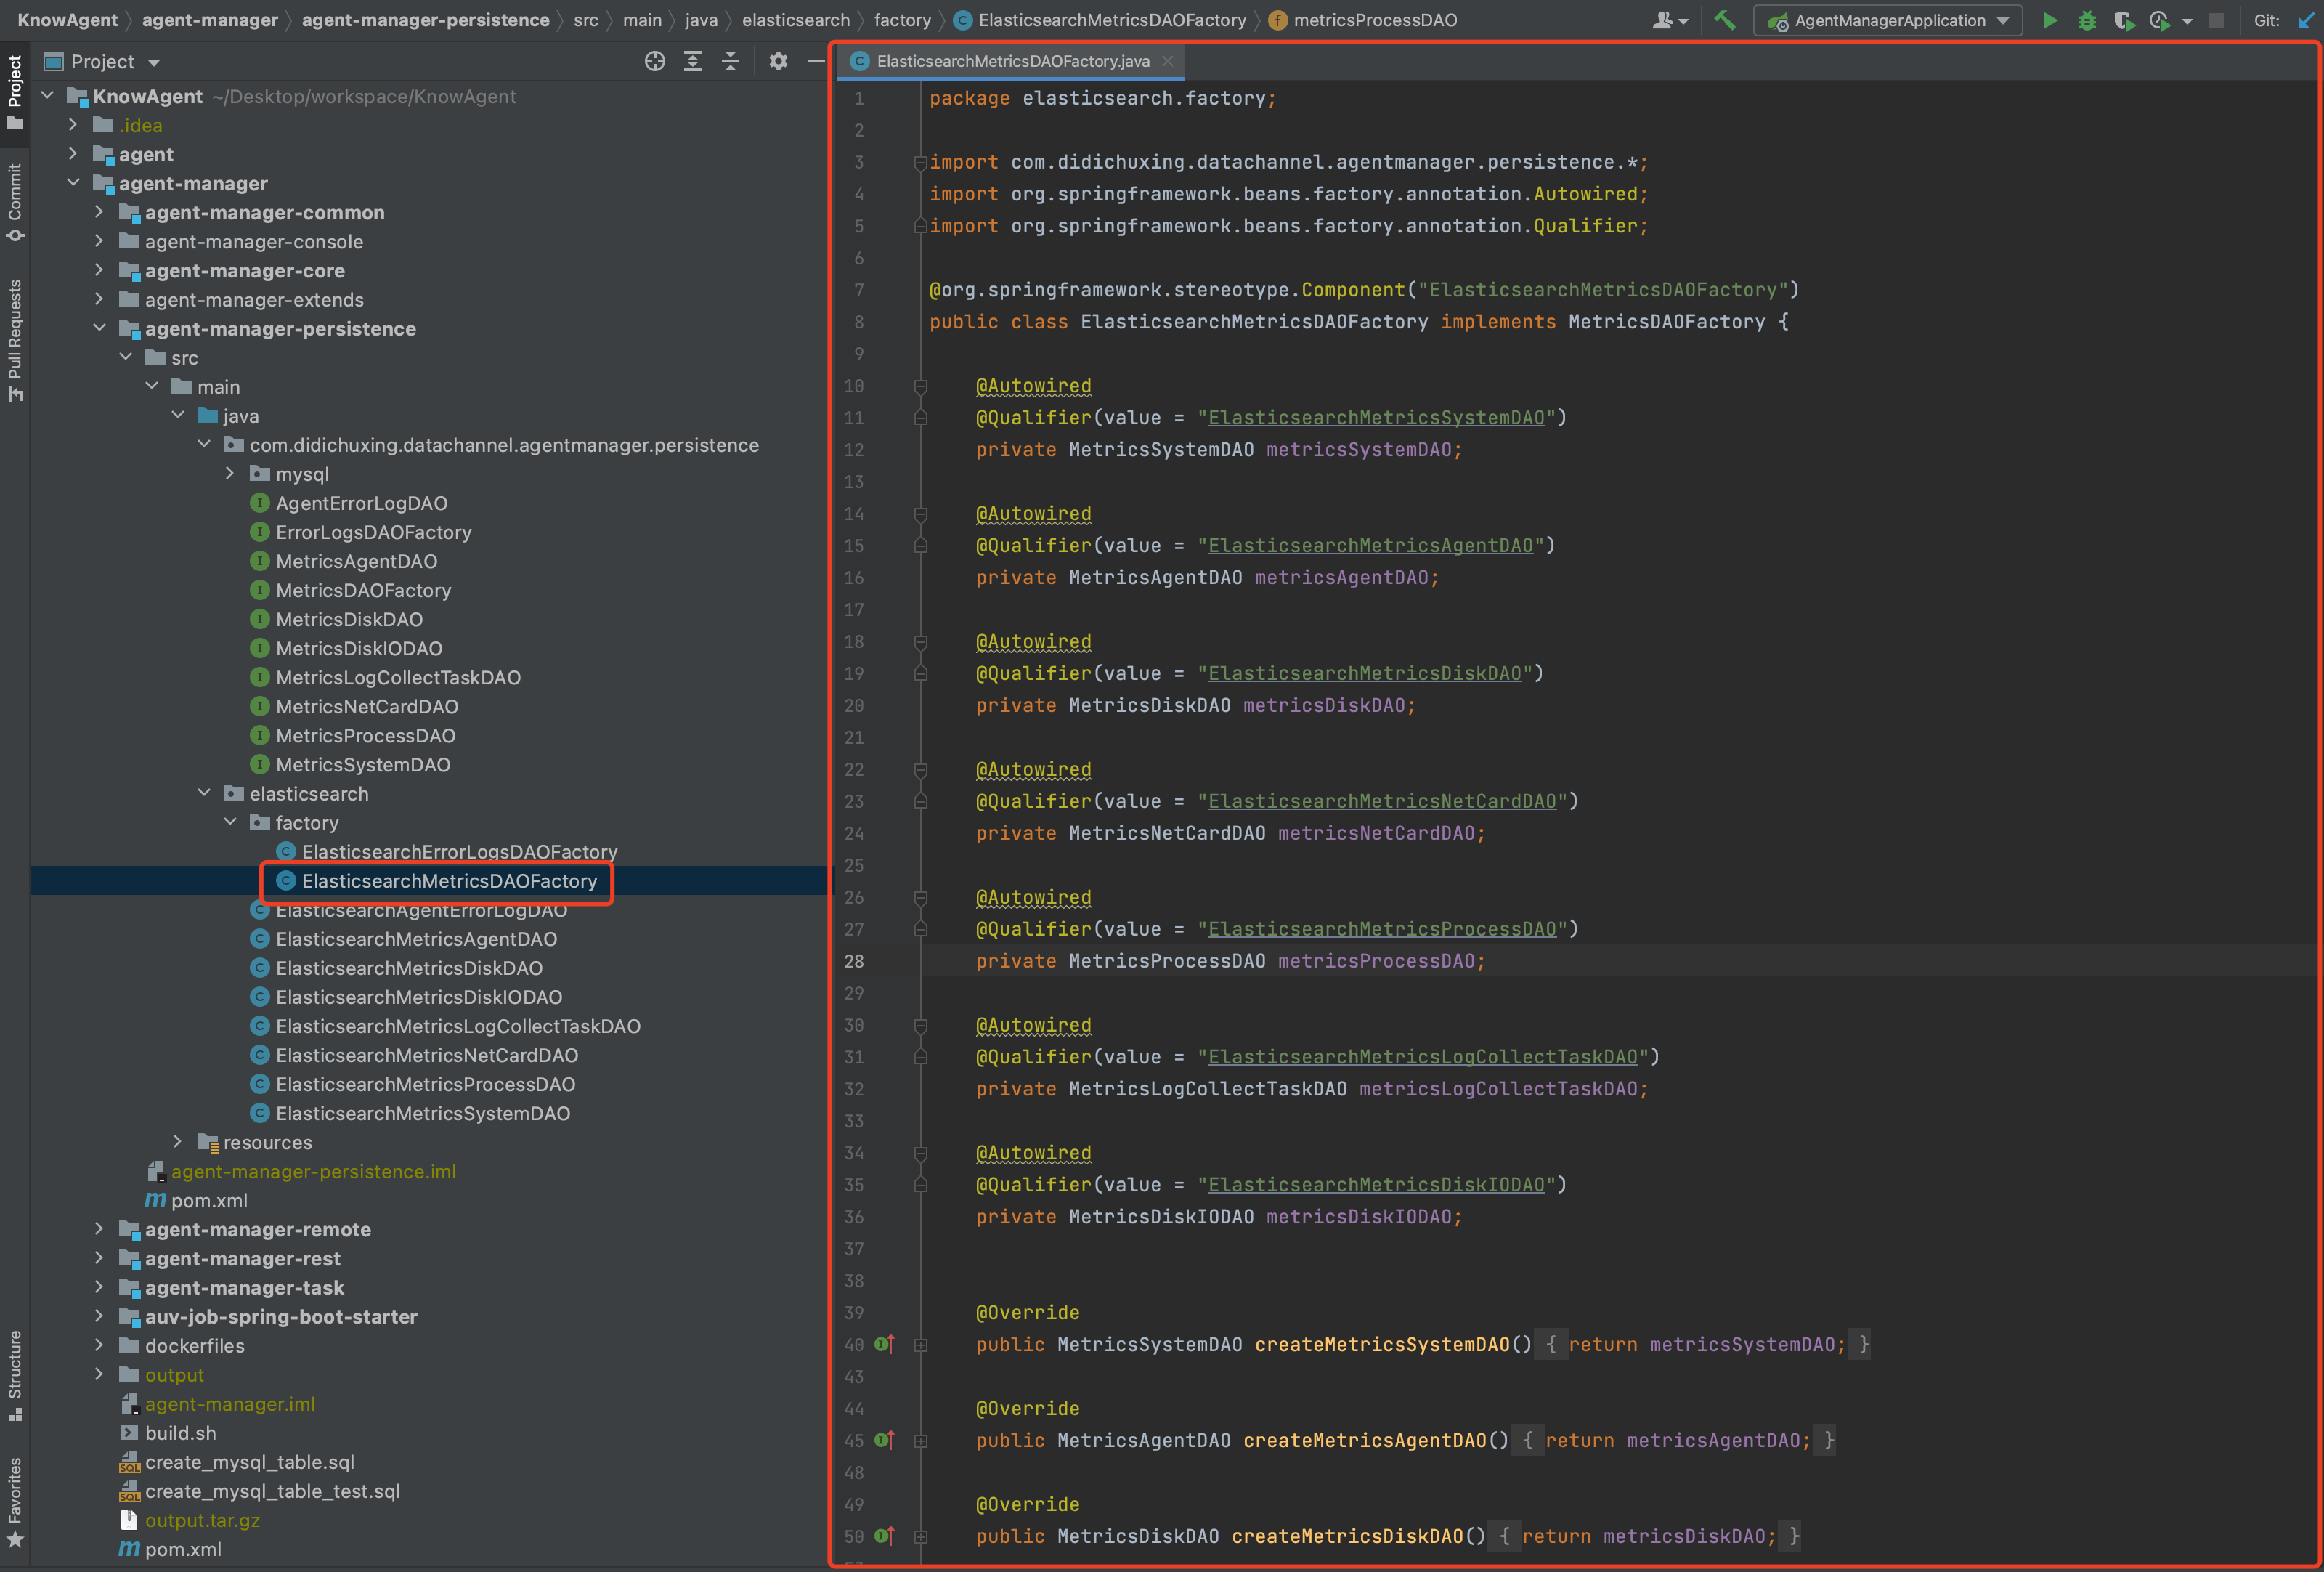 KnowAgent agent-manager agent-manager-persistence src main java elasticsearch factory ElasticsearchMetricsDAOFactory metricsProcessDAO AgentManagerApplication Git:
Project
Commit
Pull Requests
Structure
Favorites
Project
KnowAgent ~/Desktop/workspace/KnowAgent
.idea
agent
agent-manager
agent-manager-common
agent-manager-console
agent-manager-core
agent-manager-extends
agent-manager-persistence
src
main
java
com.didichuxing.datachannel.agentmanager.persistence
mysql
AgentErrorLogDAO
ErrorLogsDAOFactory
MetricsAgentDAO
MetricsDAOFactory
MetricsDiskDAO
MetricsDiskIODAO
MetricsLogCollectTaskDAO
MetricsNetCardDAO
MetricsProcessDAO
MetricsSystemDAO
elasticsearch
factory
ElasticsearchErrorLogsDAOFactory
ElasticsearchMetricsDAOFactory
ElasticsearchAgentErrorLogDAO
ElasticsearchMetricsAgentDAO
ElasticsearchMetricsDiskDAO
ElasticsearchMetricsDiskIODAO
ElasticsearchMetricsLogCollectTaskDAO
ElasticsearchMetricsNetCardDAO
ElasticsearchMetricsProcessDAO
ElasticsearchMetricsSystemDAO
resources
agent-manager-persistence.iml
pom.xml
agent-manager-remote
agent-manager-rest
agent-manager-task
auv-job-spring-boot-starter
dockerfiles
output
agent-manager.iml
build.sh
create_mysql_table.sql
create_mysql_table_test.sql
output.tar.gz
pom.xml
ElasticsearchMetricsDAOFactory.java
1 package elasticsearch.factory;
2
3 import com.didichuxing.datachannel.agentmanager.persistence.*;
4 import org.springframework.beans.factory.annotation.Autowired;
5 import org.springframework.beans.factory.annotation.Qualifier;
6
7 @org.springframework.stereotype.Component("ElasticsearchMetricsDAOFactory")
8 public class ElasticsearchMetricsDAOFactory implements MetricsDAOFactory {
9
10 @Autowired
11 @Qualifier(value = "ElasticsearchMetricsSystemDAO")
12 private MetricsSystemDAO metricsSystemDAO;
13
14 @Autowired
15 @Qualifier(value = "ElasticsearchMetricsAgentDAO")
16 private MetricsAgentDAO metricsAgentDAO;
17
18 @Autowired
19 @Qualifier(value = "ElasticsearchMetricsDiskDAO")
20 private MetricsDiskDAO metricsDiskDAO;
21
22 @Autowired
23 @Qualifier(value = "ElasticsearchMetricsNetCardDAO")
24 private MetricsNetCardDAO metricsNetCardDAO;
25
26 @Autowired
27 @Qualifier(value = "ElasticsearchMetricsProcessDAO")
28 private MetricsProcessDAO metricsProcessDAO;
29
30 @Autowired
31 @Qualifier(value = "ElasticsearchMetricsLogCollectTaskDAO")
32 private MetricsLogCollectTaskDAO metricsLogCollectTaskDAO;
33
34 @Autowired
35 @Qualifier(value = "ElasticsearchMetricsDiskIODAO")
36 private MetricsDiskIODAO metricsDiskIODAO;
37
38
39 @Override
40 public MetricsSystemDAO createMetricsSystemDAO() { return metricsSystemDAO; }
43
44 @Override
45 public MetricsAgentDAO createMetricsAgentDAO() { return metricsAgentDAO; }
48
49 @Override
50 public MetricsDiskDAO createMetricsDiskDAO() { return metricsDiskDAO; }